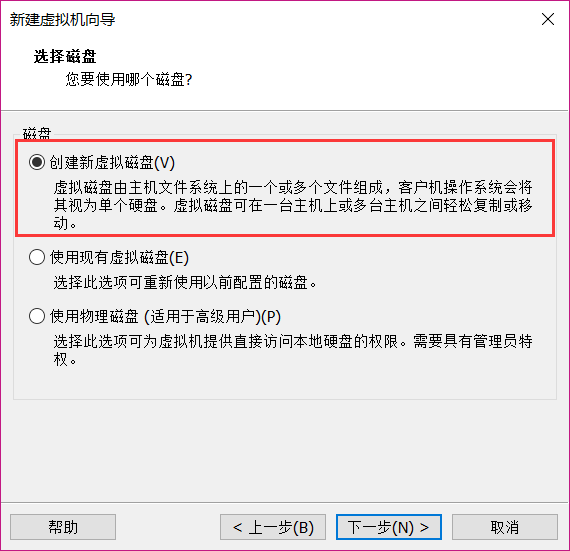 新建虚拟机向导
选择磁盘
您要使用哪个磁盘?
磁盘
创建新虚拟磁盘(V)
虚拟磁盘由主机文件系统上的一个或多个文件组成，客户机操作系统会将
其视为单个硬盘。虚拟磁盘可在一台主机上或多台主机之间轻松复制或移
动。
使用现有虚拟磁盘(E)
选择此选项可重新使用以前配置的磁盘。
使用物理磁盘 (适用于高级用户)(P)
选择此选项可为虚拟机提供直接访问本地硬盘的权限。需要具有管理员特
权。
帮助
< 上一步(B)
下一步(N) >
取消